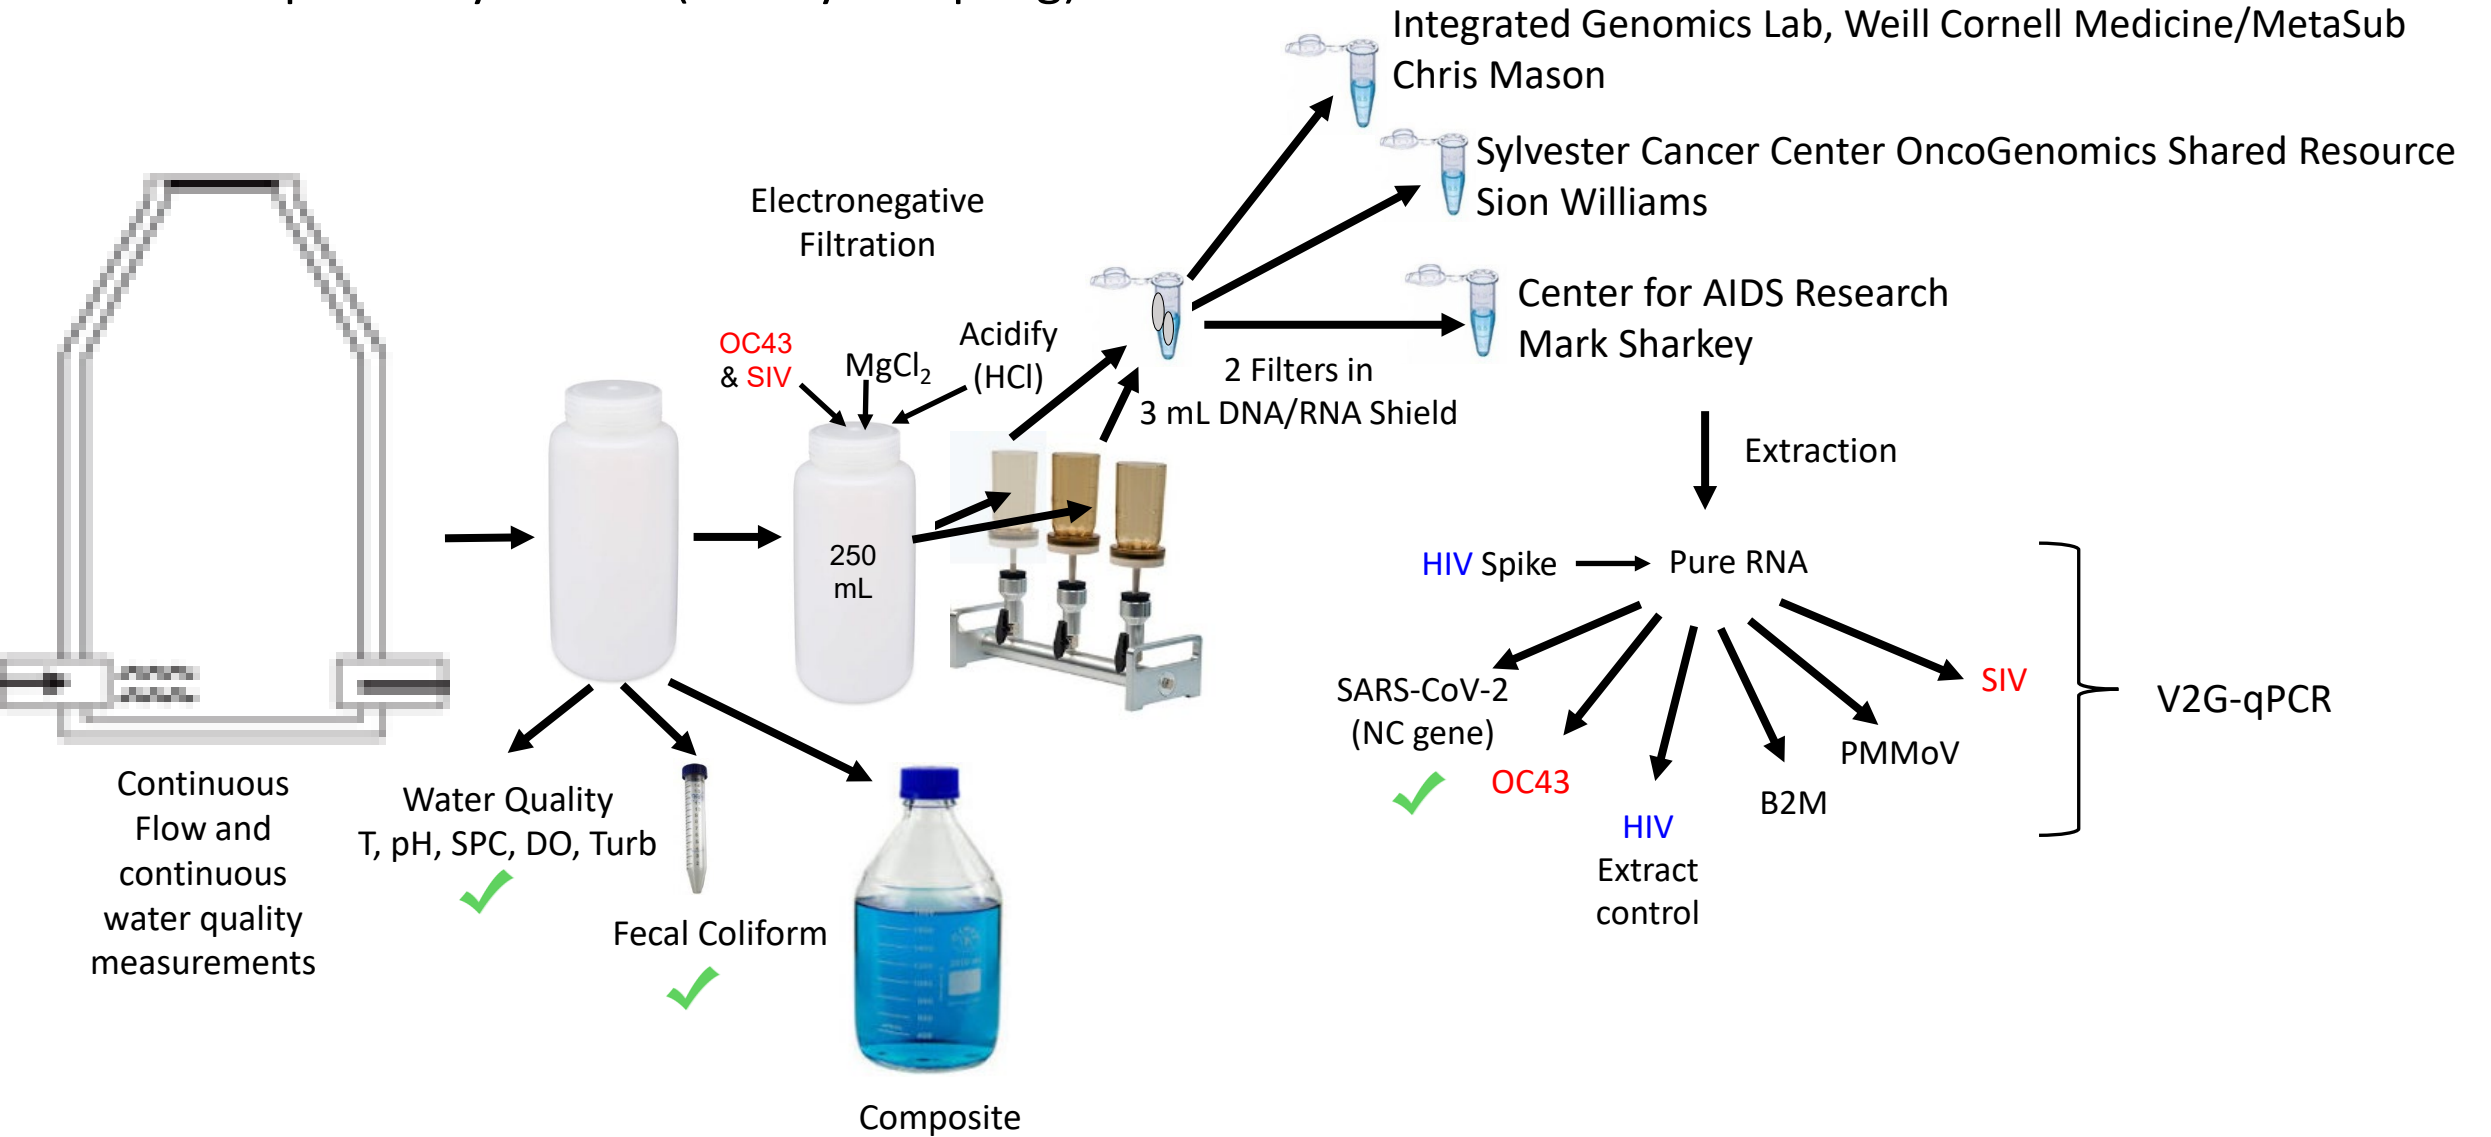 Integrated Genomics Lab, Weill Cornell Medicine/MetaSub
Chris Mason
Sylvester Cancer Center OncoGenomics Shared Resource
Sion Williams
Center for AIDS Research
Mark Sharkey
Electronegative
Filtration
OC43
& SIV
MgCl₂
Acidify
(HCl)
2 Filters in
3 mL DNA/RNA Shield
250
mL
Extraction
HIV Spike
Pure RNA
SARS-CoV-2
(NC gene)
OC43
HIV
Extract
control
B2M
PMMoV
SIV
V2G-qPCR
Continuous
Flow and
continuous
water quality
measurements
Water Quality
T, pH, SPC, DO, Turb
Fecal Coliform
Composite